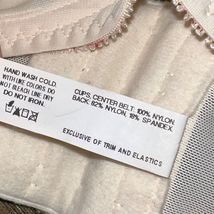 HAND WASH COLD.
WITH LIKE COLORS. DO
NOT BLEACH. LINE DRY
DO NOT IRON.
CUPS, CENTER BELT: 100% NYLON
BACK: 82% NYLON, 18% SPANDEX
EXCLUSIVE OF TRIM AND ELASTICS